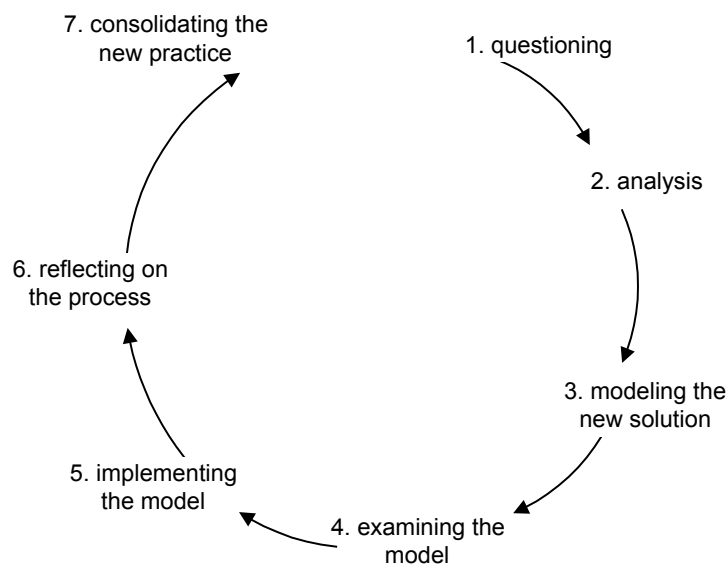 1. questioning
2. analysis
3. modeling the
new solution
4. examining the
model
5. implementing
the model
6. reflecting on
the process
7. consolidating the
new practice